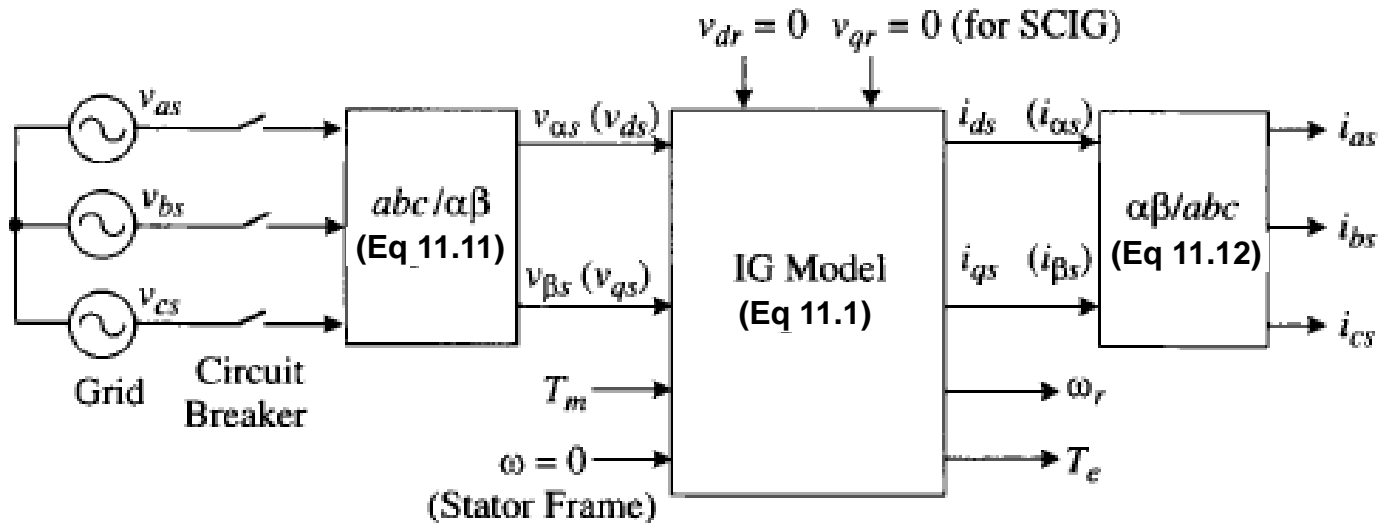 v_dr = 0 v_qr = 0 (for SCIG)
v_as
v_bs
v_cs
Grid
Circuit
Breaker
abc/αβ
(Eq 11.11)
v_αs (v_ds)
v_βs (v_qs)
T_m
ω = 0
(Stator Frame)
IG Model
(Eq 11.1)
i_ds (i_αs)
i_qs (i_βs)
ω_r
T_e
αβ/abc
(Eq 11.12)
i_as
i_bs
i_cs